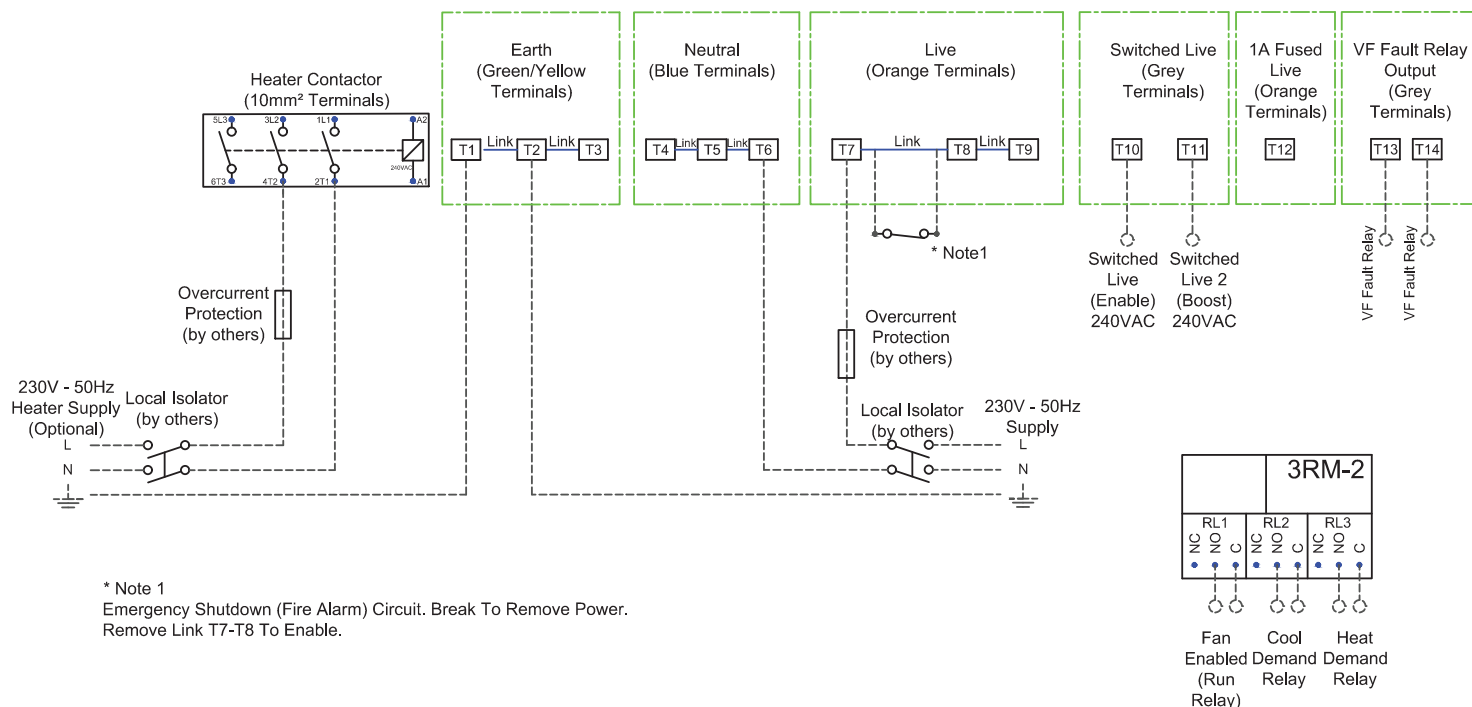 Heater Contactor
(10mm² Terminals)
5L3
3L2
1L1
A2
240VAC
6T3
4T2
2T1
A1
Earth
(Green/Yellow
Terminals)
T1
Link
T2
Link
T3
Neutral
(Blue Terminals)
T4
Link
T5
Link
T6
Live
(Orange Terminals)
T7
Link
T8
Link
T9
* Note1
Switched Live
(Grey
Terminals)
T10
T11
Switched
Live
(Enable)
240VAC
Switched
Live 2
(Boost)
240VAC
1A Fused
Live
(Orange
Terminals)
T12
VF Fault Relay
Output
(Grey
Terminals)
T13
T14
VF Fault Relay
VF Fault Relay
Overcurrent
Protection
(by others)
230V - 50Hz
Heater Supply
(Optional)
L
N
Local Isolator
(by others)
Overcurrent
Protection
(by others)
Local Isolator
(by others)
230V - 50Hz
Supply
L
N
3RM-2
RL1
RL2
RL3
NC
NO
C
NC
NO
C
NC
NO
C
Fan
Enabled
(Run
Relay)
Cool
Demand
Relay
Heat
Demand
Relay
* Note 1
Emergency Shutdown (Fire Alarm) Circuit. Break To Remove Power.
Remove Link T7-T8 To Enable.